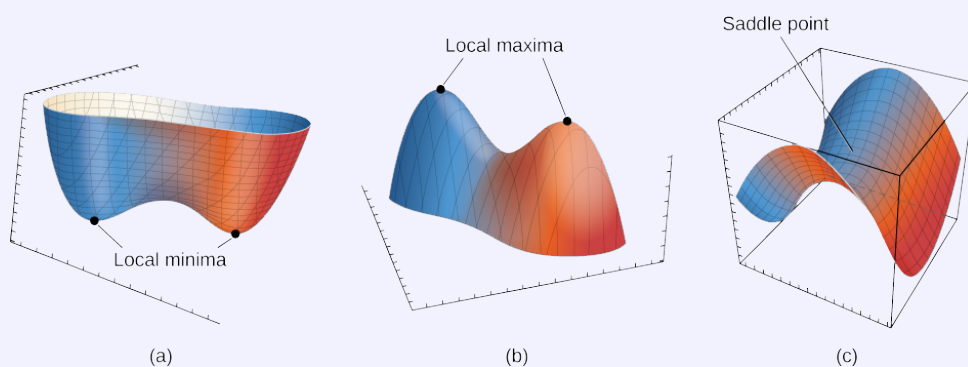 Saddle point
Local maxima
Local minima
(a)
(b)
(c)